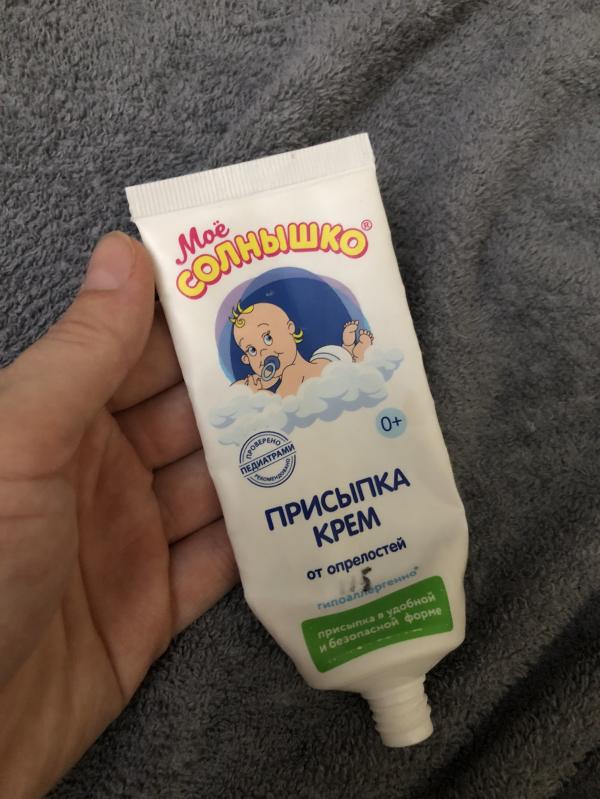 Моё
СОЛНЫШКО®
0+
ПРОВЕРЕНО
ПЕДИАТРАМИ
РЕКОМЕНДОВАНО
ПРИСЫПКА
КРЕМ
от опрелостей
гипоаллергенно*
присыпка в удобной
и безопасной форме